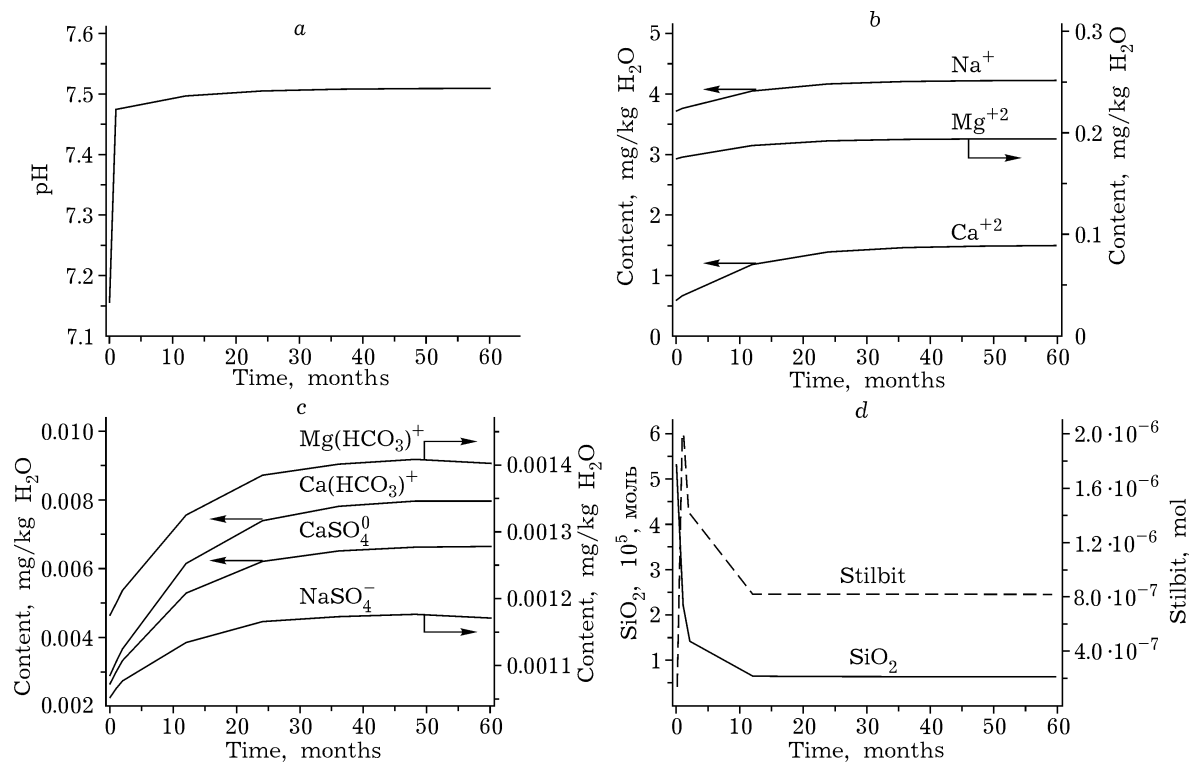 a
7.6
7.5
7.4
7.3
7.2
7.1
pH
0 10 20 30 40 50 60
Time, months
b
5
4
3
2
1
0
Content, mg/kg H₂O
Na⁺
Mg⁺²
Ca⁺²
0.3
0.2
0.1
0
Content, mg/kg H₂O
0 10 20 30 40 50 60
Time, months
c
0.010
0.008
0.006
0.004
0.002
Content, mg/kg H₂O
Mg(HCO₃)⁺
Ca(HCO₃)⁺
CaSO₄⁰
NaSO₄⁻
0.0014
0.0013
0.0012
0.0011
Content, mg/kg H₂O
0 10 20 30 40 50 60
Time, months
d
6
5
4
3
2
1
SiO₂, 10⁵, моль
Stilbit
SiO₂
2.0·10⁻⁶
1.6·10⁻⁶
1.2·10⁻⁶
8.0·10⁻⁷
4.0·10⁻⁷
Stilbit, mol
0 10 20 30 40 50 60
Time, months